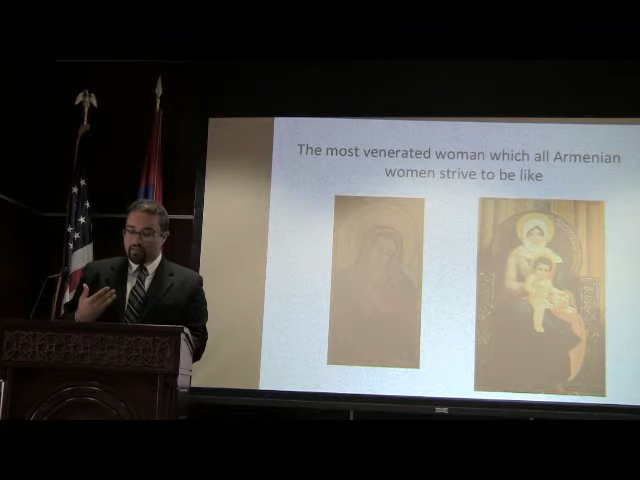 The most venerated woman which all Armenian
women strive to be like